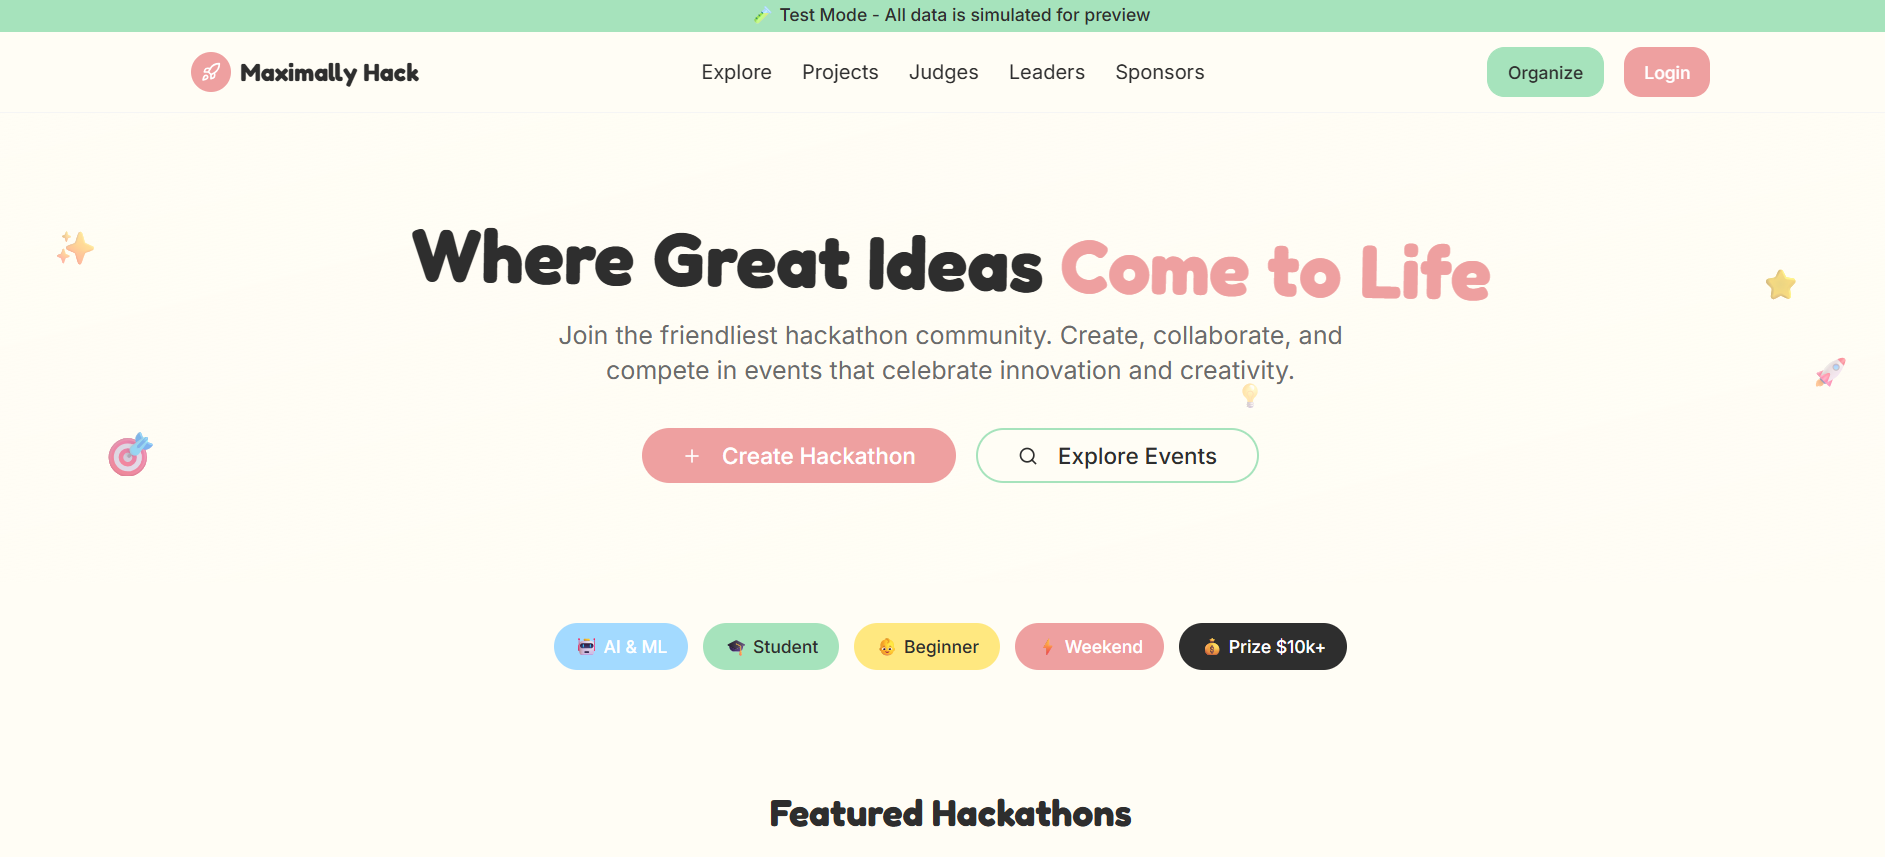 Test Mode - All data is simulated for preview
Maximally Hack
Explore
Projects
Judges
Leaders
Sponsors
Organize
Login
Where Great Ideas Come to Life
Join the friendliest hackathon community. Create, collaborate, and
compete in events that celebrate innovation and creativity.
Create Hackathon
Explore Events
AI & ML
Student
Beginner
Weekend
Prize $10k+
Featured Hackathons